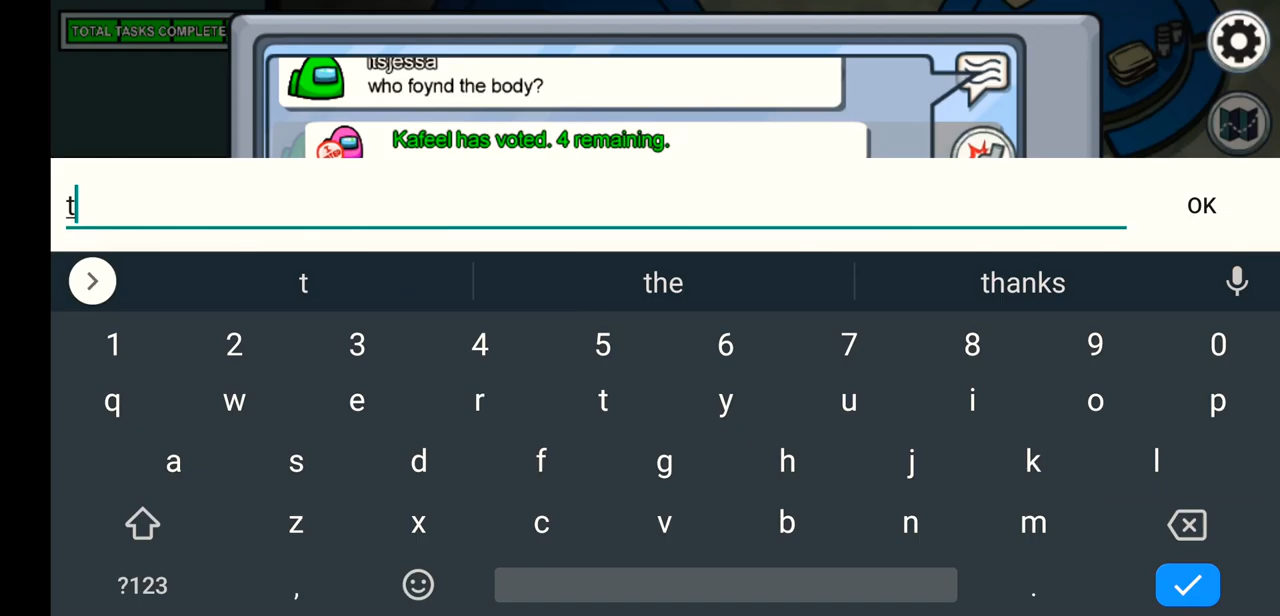 TOTAL TASKS COMPLETE
itsjessa
who foynd the body?
Kafeel has voted. 4 remaining.
t
OK
t the thanks
1 2 3 4 5 6 7 8 9 0
q w e r t y u i o p
a s d f g h j k l
z x c v b n m
?123 , .